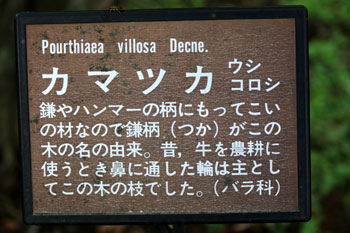 Pourthiaea villosa Decne.
カマツカ ウシ
コロシ
鎌やハンマーの柄にもってこい
の材なので鎌柄（つか）がこの
木の名の由来。昔，牛を農耕に
使うとき鼻に通した輪は主とし
てこの木の枝でした。（バラ科）